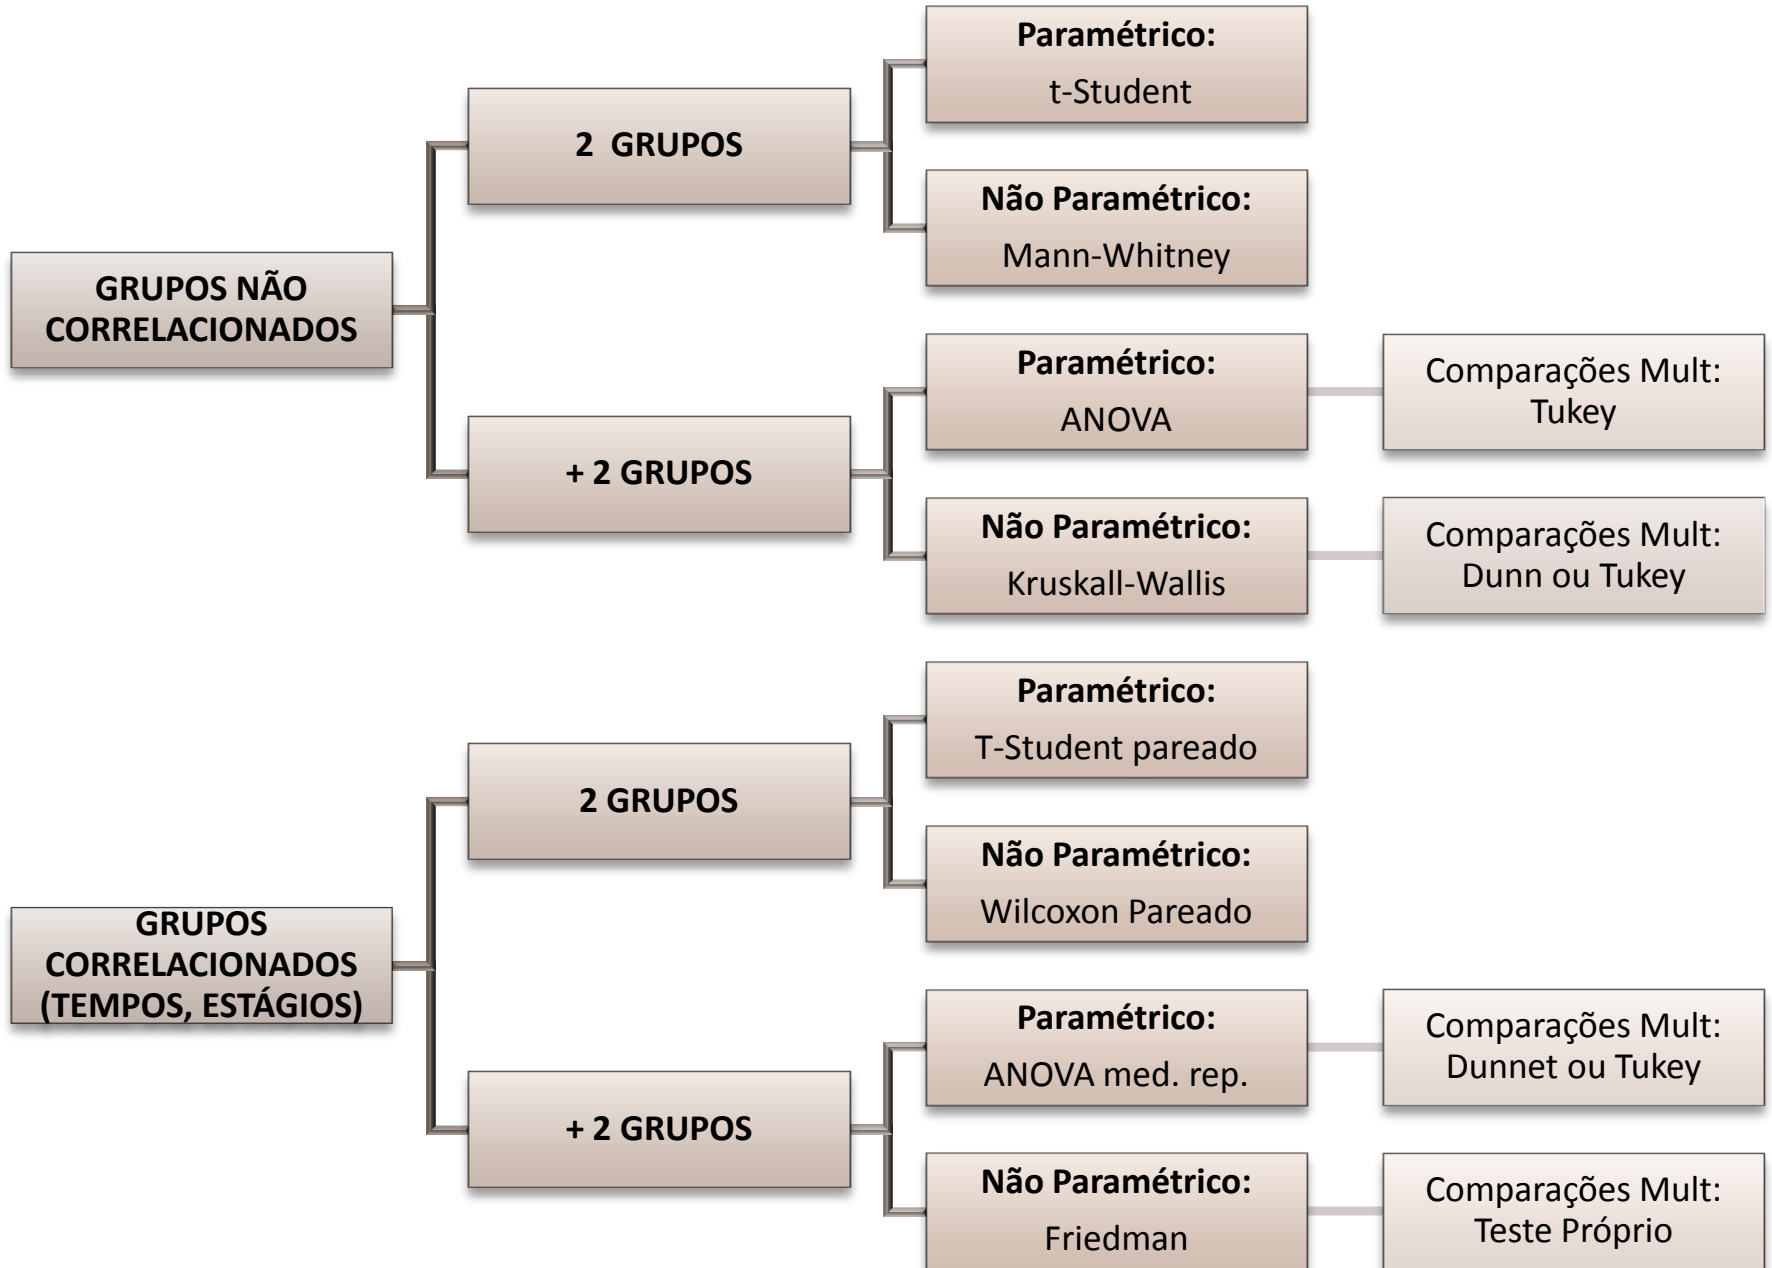 Paramétrico:
t-Student
2 GRUPOS
Não Paramétrico:
Mann-Whitney
GRUPOS NÃO
CORRELACIONADOS
Paramétrico:
ANOVA
Comparações Mult:
Tukey
+ 2 GRUPOS
Não Paramétrico:
Kruskall-Wallis
Comparações Mult:
Dunn ou Tukey
Paramétrico:
T-Student pareado
2 GRUPOS
Não Paramétrico:
Wilcoxon Pareado
GRUPOS
CORRELACIONADOS
(TEMPOS, ESTÁGIOS)
Paramétrico:
ANOVA med. rep.
Comparações Mult:
Dunnet ou Tukey
+ 2 GRUPOS
Não Paramétrico:
Friedman
Comparações Mult:
Teste Próprio